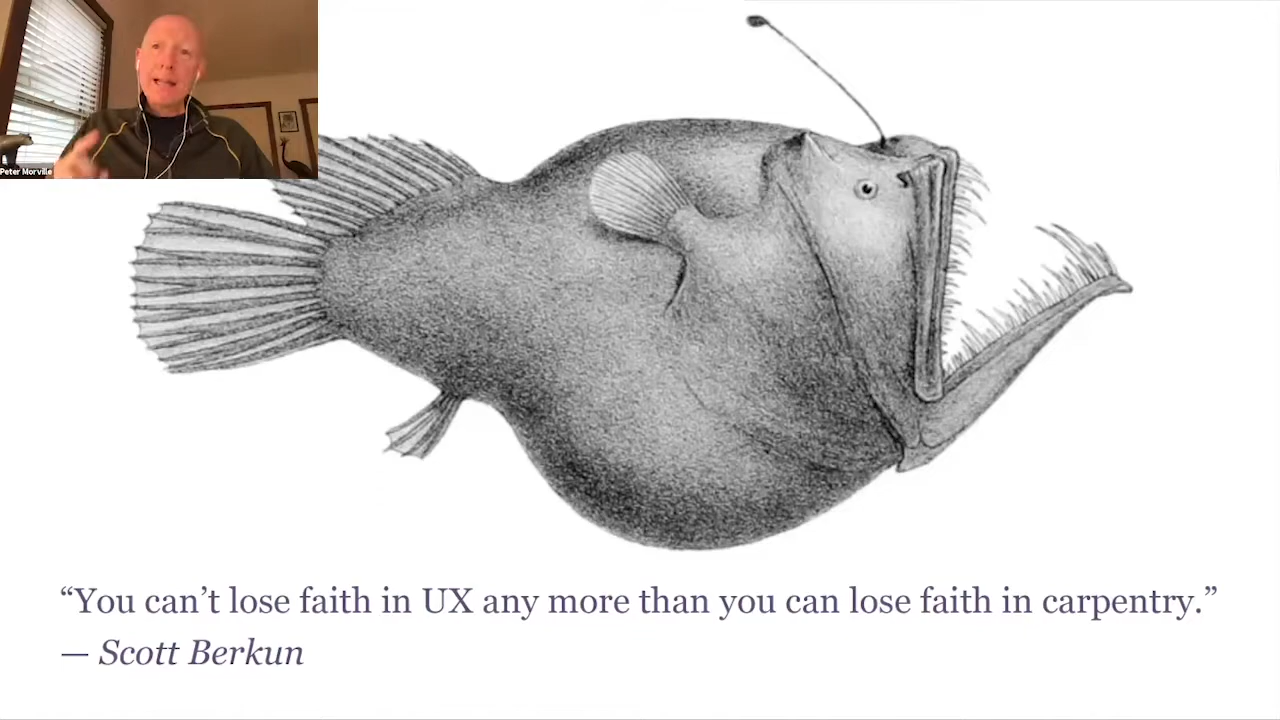 Peter Morville
“You can’t lose faith in UX any more than you can lose faith in carpentry.”
— Scott Berkun